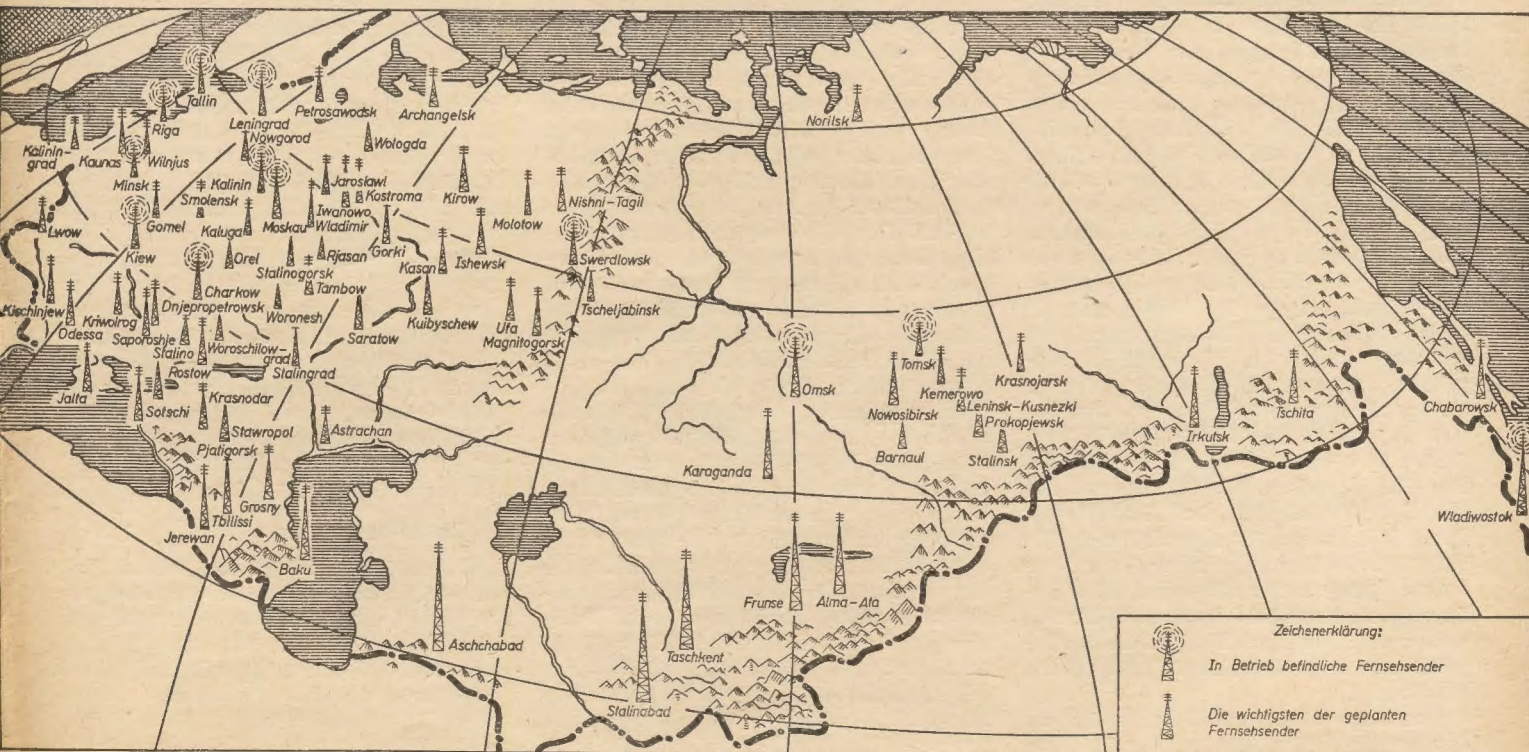 Tallin
Riga
Leningrad
Nowgorod
Petrosawodsk
Archangelsk
Norilsk
Kalinin-
grad
Kaunas
Wilnjus
Wologda
Minsk
Kalinin
Smolensk
Jaroslawl
Kostroma
Kirow
Molotow
Nishni-Tagil
Lwow
Gomel
Kaluga
Moskau
Iwanowo
Wladimir
Kiew
Orel
Rjasan
Gorki
Kasan
Ishewsk
Swerdlowsk
Stalinogorsk
Tambow
Charkow
Tscheljabinsk
Kischinjew
Odessa
Kriwoirog
Dnjepropetrowsk
Woronesh
Saratow
Kuibyschew
Ufa
Magnitogorsk
Saporoshje
Stalino
Woroschilow-
grad
Rostow
Stalingrad
Jalta
Sotschi
Krasnodar
Stawropol
Astrachan
Pjatigorsk
Grosny
Tbilissi
Jerewan
Baku
Omsk
Tomsk
Kemerowo
Krasnojarsk
Nowosibirsk
Leninsk-Kusnezki
Prokopjewsk
Barnaul
Stalinsk
Irkutsk
Tschita
Chabarowsk
Wladiwostok
Karaganda
Aschchabad
Stalinabad
Taschkent
Frunse
Alma-Ata
Zeichenerklärung:
In Betrieb befindliche Fernsehsender
Die wichtigsten der geplanten
Fernsehsender